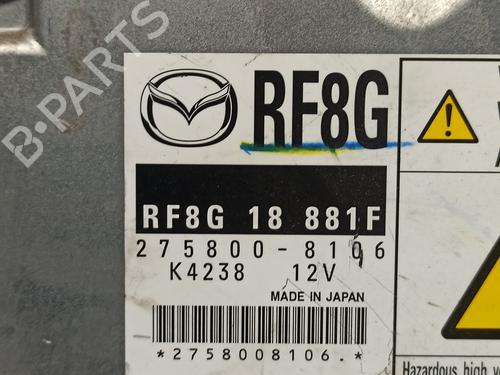 B-PARTS
RF8G
RF8G 18 881F
275800-8106
K4238 12V
MADE IN JAPAN
*2758008106.*
Hazardous high v